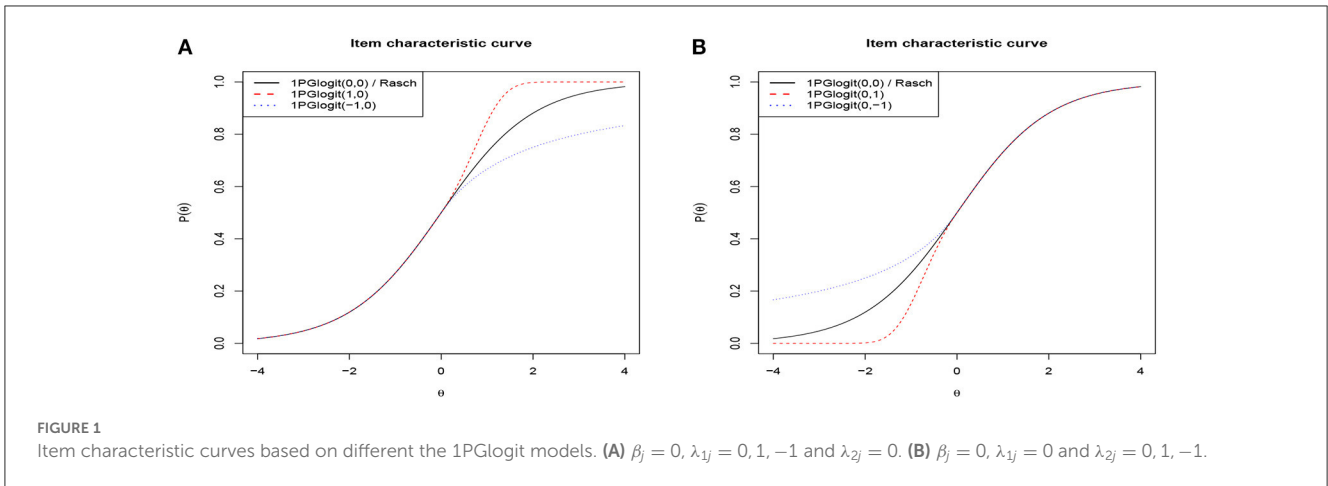 A
Item characteristic curve
1PGlogit(0,0) / Rasch
1PGlogit(1,0)
1PGlogit(-1,0)
P(θ)
0.0 0.2 0.4 0.6 0.8 1.0
−4 −2 0 2 4
Θ
B
Item characteristic curve
1PGlogit(0,0) / Rasch
1PGlogit(0,1)
1PGlogit(0,-1)
P(θ)
0.0 0.2 0.4 0.6 0.8 1.0
−4 −2 0 2 4
Θ
FIGURE 1
Item characteristic curves based on different the 1PGlogit models. (A) βj = 0, λ1j = 0, 1, −1 and λ2j = 0. (B) βj = 0, λ1j = 0 and λ2j = 0, 1, −1.